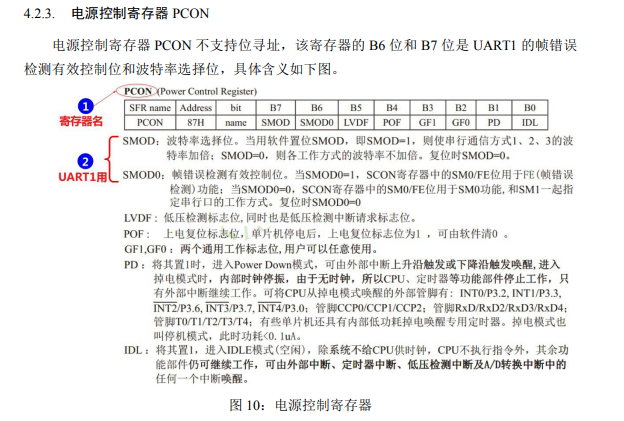 4.2.3. 电源控制寄存器 PCON
电源控制寄存器 PCON 不支持位寻址，该寄存器的 B6 位和 B7 位是 UART1 的帧错误
检测有效控制位和波特率选择位，具体含义如下图。
PCON (Power Control Register)
1
寄存器名
SFR name Address bit B7 B6 B5 B4 B3 B2 B1 B0
PCON 87H name SMOD SMOD0 LVDF POF GF1 GF0 PD IDL
SMOD：波特率选择位。当用软件置位SMOD，即SMOD=1，则使串行通信方式1、2、3的波
特率加倍；SMOD=0，则各工作方式的波特率不加倍。复位时SMOD=0。
2
UART1用
SMOD0：帧错误检测有效控制位。当SMOD0=1，SCON寄存器中的SM0/FE位用于FE(帧错误
检测)功能；当SMOD0=0，SCON寄存器中的SM0/FE位用于SM0功能,和SM1一起指
定串行口的工作方式。复位时SMOD0=0
LVDF：低压检测标志位,同时也是低压检测中断请求标志位。
POF：上电复位标志位，单片机停电后，上电复位标志位为1，可由软件清0 。
GF1,GF0：两个通用工作标志位,用户可以任意使用。
PD：将其置1时，进入Power Down模式，可由外部中断上升沿触发或下降沿触发唤醒,进入
掉电模式时，内部时钟停振，由于无时钟，所以CPU、定时器等功能部件停止工作，只
有外部中断继续工作。可将CPU从掉电模式唤醒的外部管脚有：INT0/P3.2, INT1/P3.3,
INT2/P3.6, INT3/P3.7, INT4/P3.0；管脚CCP0/CCP1/CCP2；管脚RxD/RxD2/RxD3/RxD4；
管脚T0/T1/T2/T3/T4；有些单片机还具有内部低功耗掉电唤醒专用定时器。掉电模式也
叫停机模式，此时功耗<0.1uA。
IDL：将其置1，进入IDLE模式(空闲)，除系统不给CPU供时钟，CPU不执行指令外，其余功
能部件仍可继续工作，可由外部中断、定时器中断、低压检测中断及A/D转换中断中的
任何一个中断唤醒。
图 10：电源控制寄存器